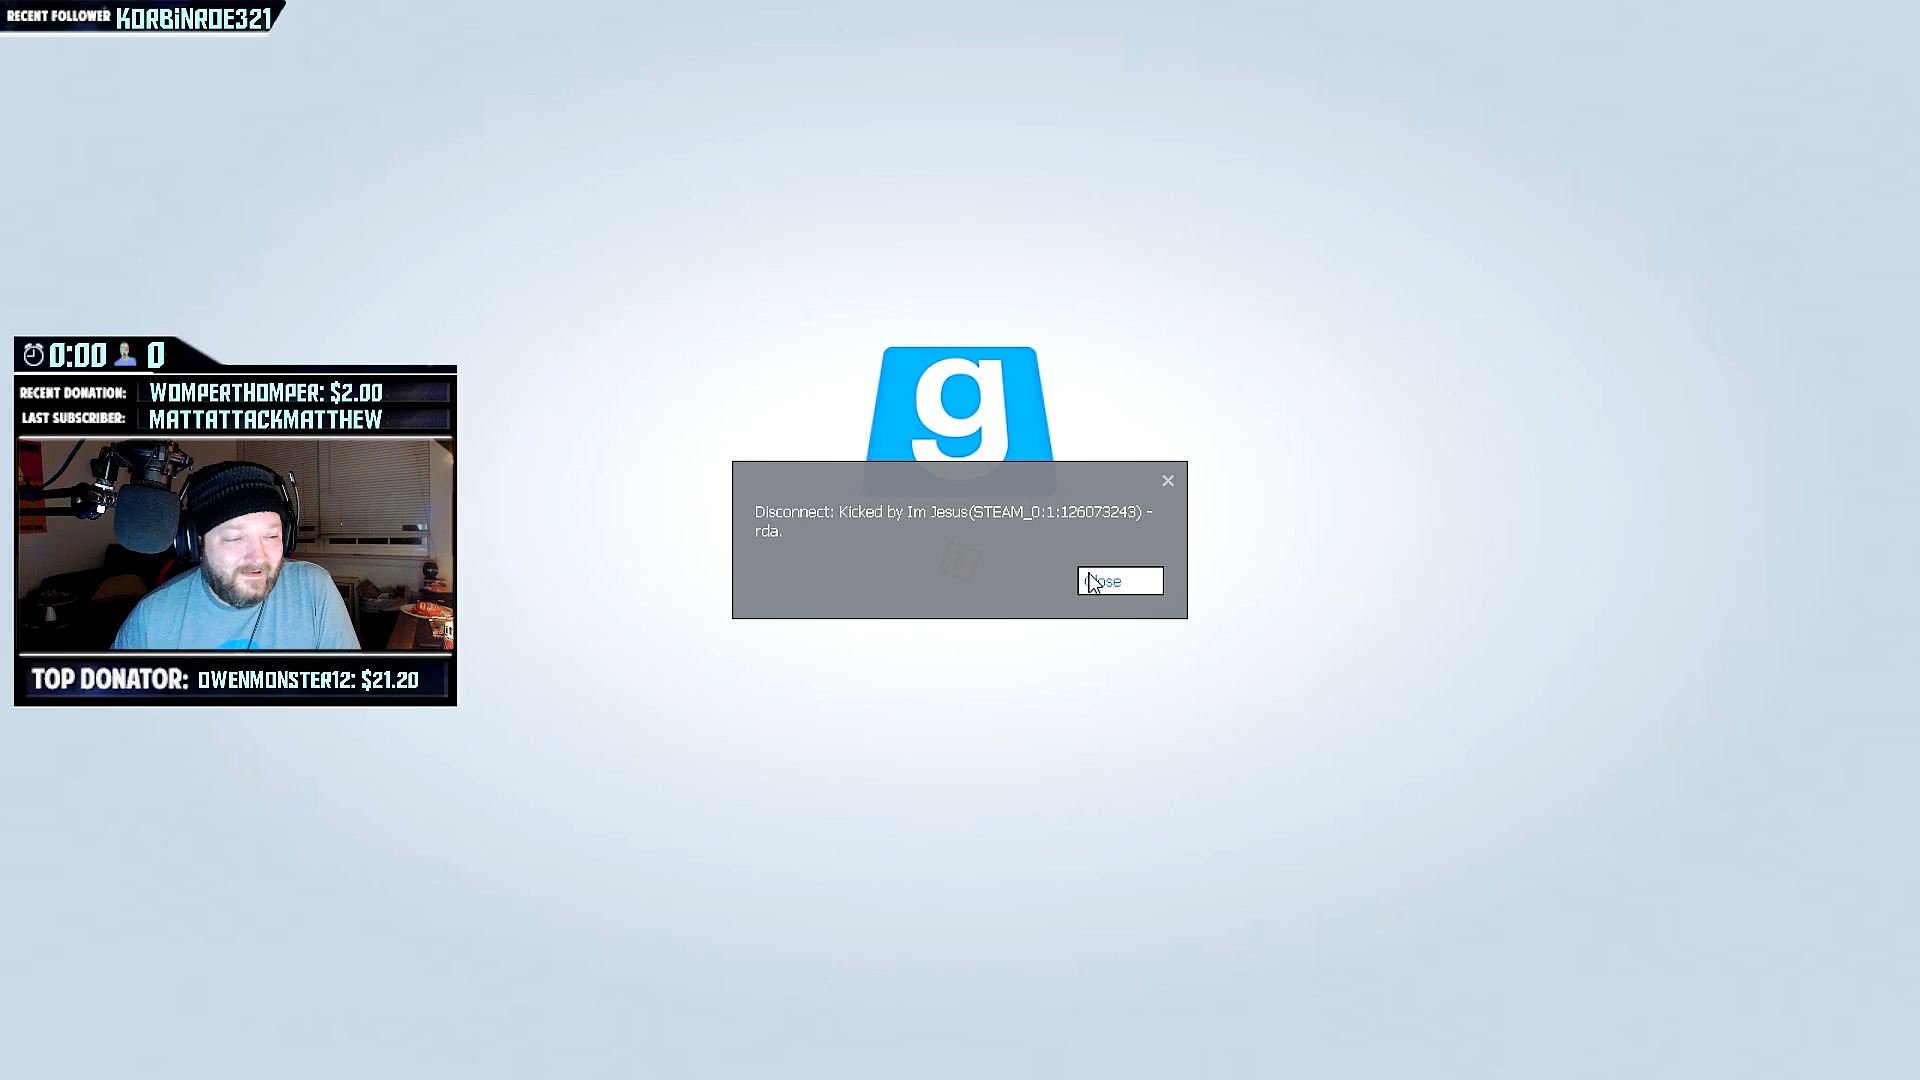 RECENT FOLLOWER KORBINROE321
0:00 0
RECENT DONATION: WOMPERTHOMPER: $2.00
LAST SUBSCRIBER: MATTATTACKMATTHEW
TOP DONATOR: OWENMONSTER12: $21.20
g
Disconnect: Kicked by Im Jesus(STEAM_0:1:126073243) -
rda.
Close